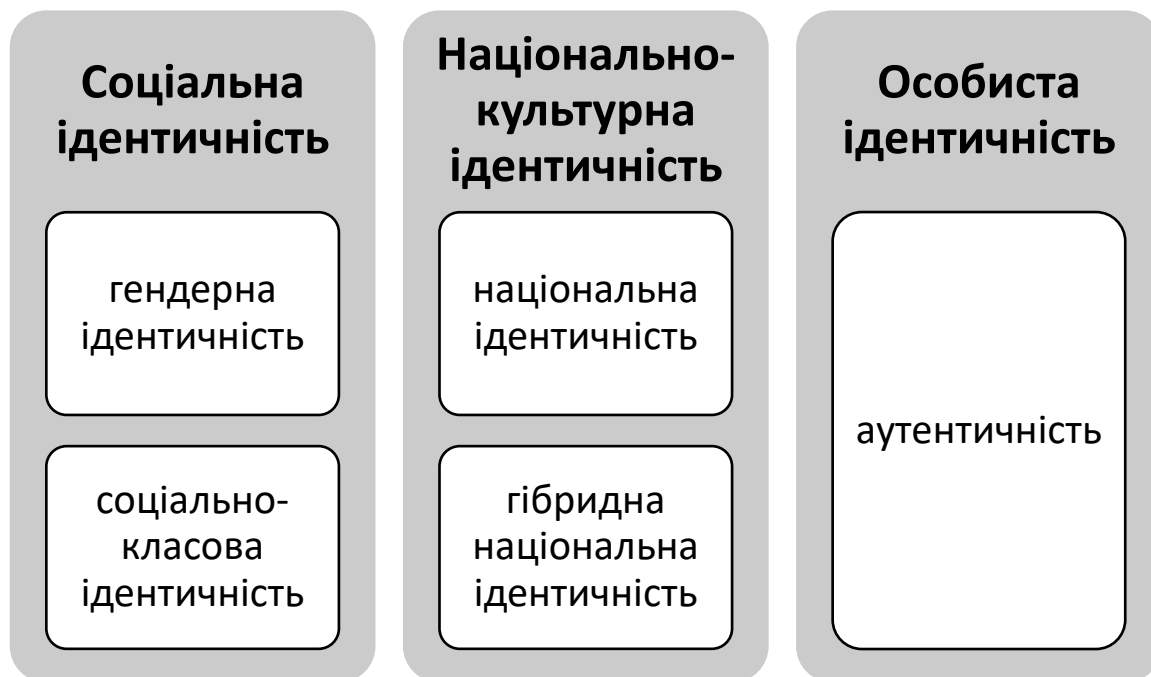 Соціальна
ідентичність
гендерна
ідентичність
соціально-
класова
ідентичність
Національно-
культурна
ідентичність
національна
ідентичність
гібридна
національна
ідентичність
Особиста
ідентичність
аутентичність